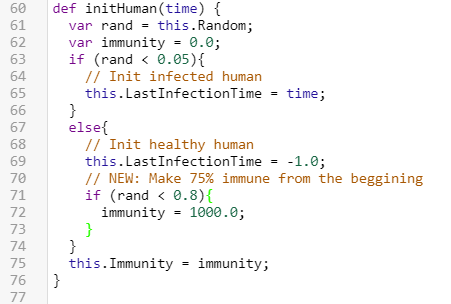 60 def initHuman(time) {
61   var rand = this.Random;
62   var immunity = 0.0;
63   if (rand < 0.05){
64     // Init infected human
65     this.LastInfectionTime = time;
66   }
67   else{
68     // Init healthy human
69     this.LastInfectionTime = -1.0;
70     // NEW: Make 75% immune from the beggining
71     if (rand < 0.8){
72       immunity = 1000.0;
73     }
74   }
75   this.Immunity = immunity;
76 }
77